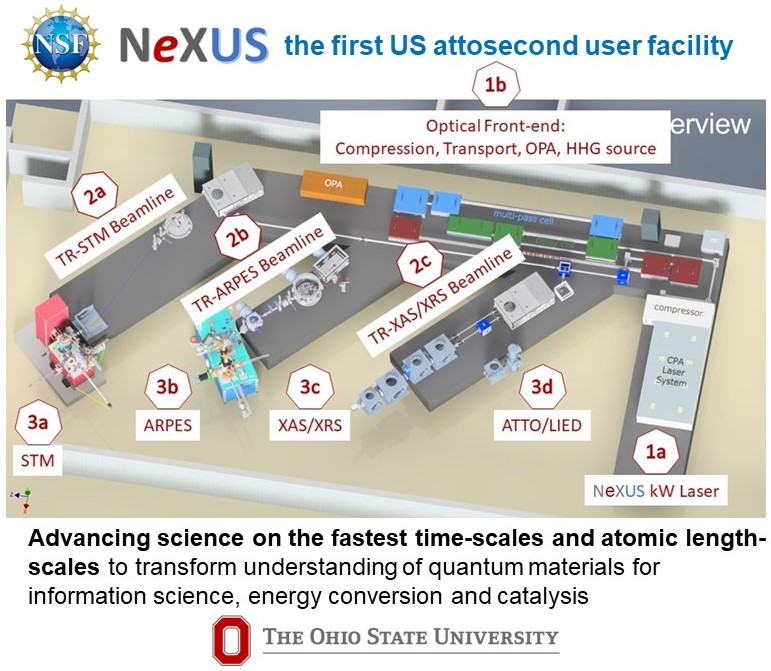 NSF
NeXUS the first US attosecond user facility
1b
Optical Front-end:
Compression, Transport, OPA, HHG source
erview
2a
TR-STM Beamline
OPA
multi-pass cell
2b
TR-ARPES Beamline
2c
TR-XAS/XRS Beamline
compressor
CPA
Laser
System
3b
ARPES
3c
XAS/XRS
3d
ATTO/LIED
3a
STM
1a
NeXUS kW Laser
Advancing science on the fastest time-scales and atomic length-
scales to transform understanding of quantum materials for
information science, energy conversion and catalysis
THE OHIO STATE UNIVERSITY